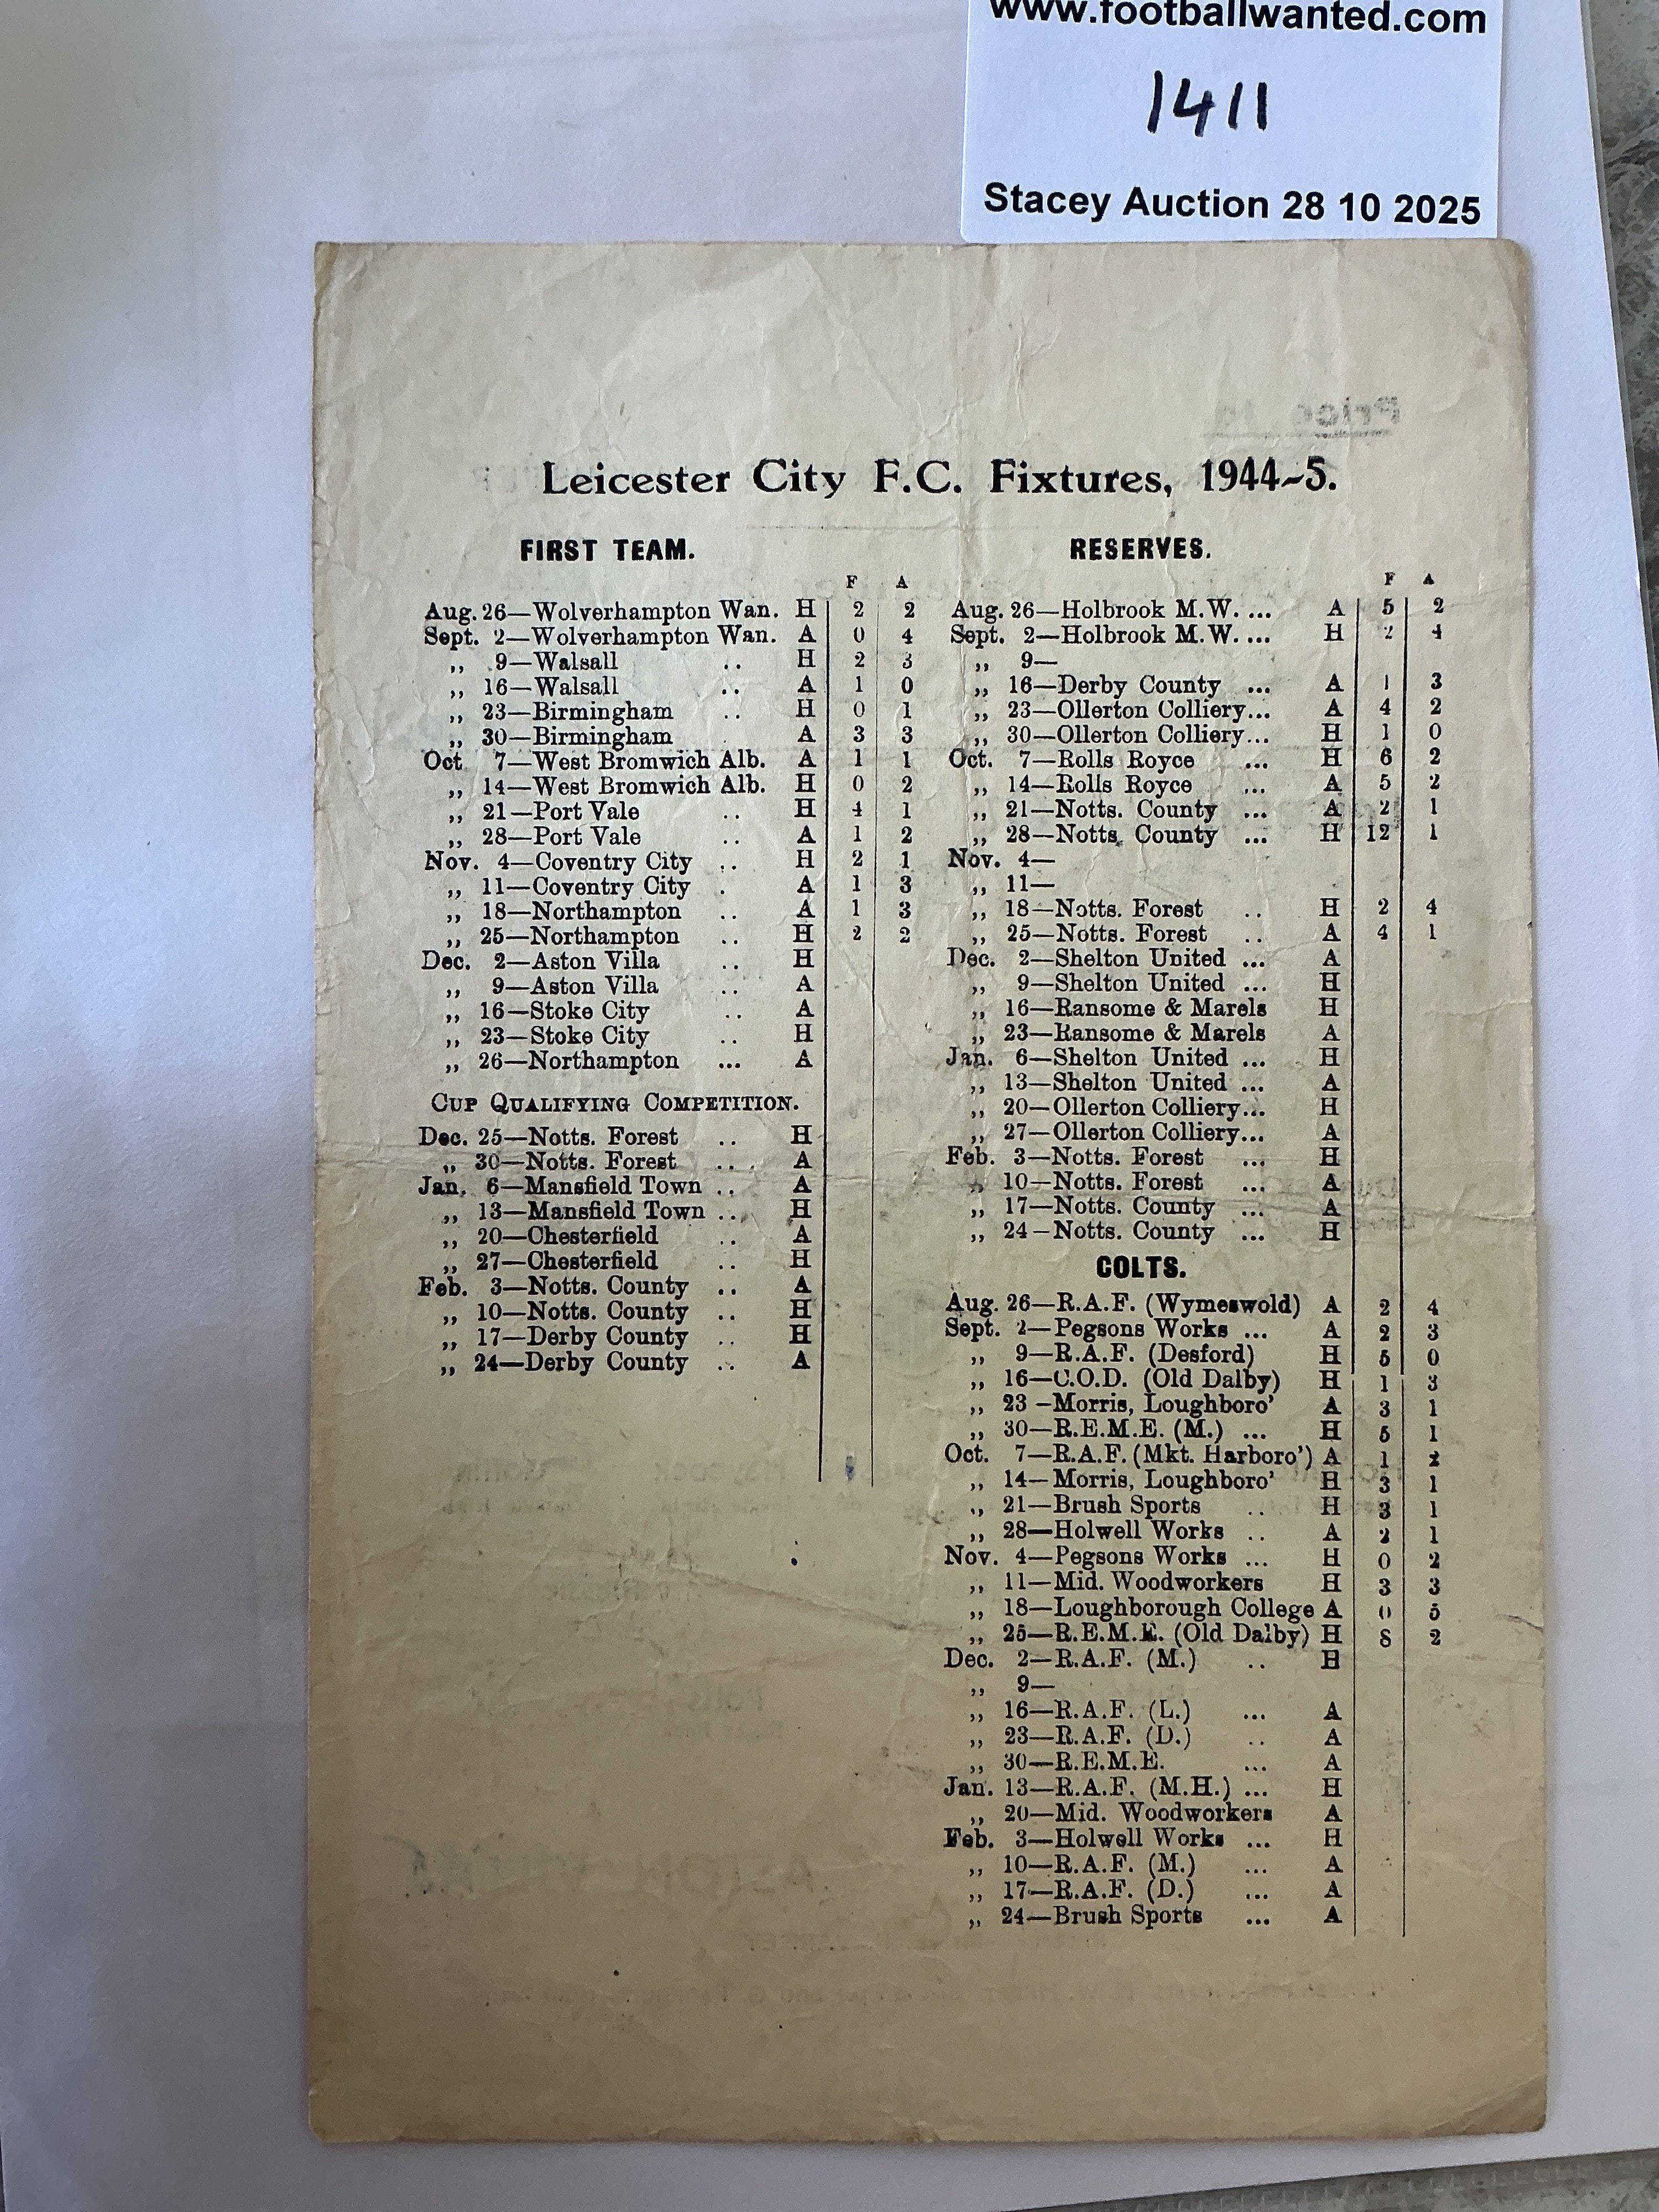 www.footballwanted.com
1411
Stacey Auction 28 10 2025
Leicester City F.C. Fixtures, 1944-5.
FIRST TEAM.
F A
Aug. 26—Wolverhampton Wan. H 2 2
Sept. 2—Wolverhampton Wan. A 0 4
,, 9—Walsall .. H 2 3
,, 16—Walsall .. A 1 0
,, 23—Birmingham .. H 0 1
,, 30—Birmingham . A 3 3
Oct 7—West Bromwich Alb. A 1 1
,, 14—West Bromwich Alb. H 0 2
,, 21—Port Vale .. H 4 1
,, 28—Port Vale .. A 1 2
Nov. 4—Coventry City .. H 2 1
,, 11—Coventry City . A 1 3
,, 18—Northampton .. A 1 3
,, 25—Northampton .. H 2 2
Dec. 2—Aston Villa .. H
,, 9—Aston Villa .. A
,, 16—Stoke City .. A
,, 23—Stoke City .. H
,, 26—Northampton ... A
CUP QUALIFYING COMPETITION.
Dec. 25—Notts. Forest .. H
,, 30—Notts. Forest ... A
Jan. 6—Mansfield Town .. A
,, 13—Mansfield Town .. H
,, 20—Chesterfield .. A
,, 27—Chesterfield .. H
Feb. 3—Notts. County .. A
,, 10—Notts. County .. H
,, 17—Derby County .. H
,, 24—Derby County .. A
RESERVES.
F A
Aug. 26—Holbrook M.W. ... A 5 2
Sept. 2—Holbrook M.W. ... H 2 4
,, 9—
,, 16—Derby County ... A 1 3
,, 23—Ollerton Colliery... A 4 2
,, 30—Ollerton Colliery... H 1 0
Oct. 7—Rolls Royce ... H 6 2
,, 14—Rolls Royce ... A 5 2
,, 21—Notts. County ... A 2 1
,, 28—Notts. County ... H 12 1
Nov. 4—
,, 11—
,, 18—Notts. Forest .. H 2 4
,, 25—Notts. Forest .. A 4 1
Dec. 2—Shelton United ... A
,, 9—Shelton United ... H
,, 16—Ransome & Marels H
,, 23—Ransome & Marels A
Jan. 6—Shelton United ... H
,, 13—Shelton United ... A
,, 20—Ollerton Colliery... H
,, 27—Ollerton Colliery... A
Feb. 3—Notts. Forest ... H
,, 10—Notts. Forest ... A
,, 17—Notts. County ... A
,, 24—Notts. County ... H
COLTS.
Aug. 26—R.A.F. (Wymeswold) A 2 4
Sept. 2—Pegsons Works ... A 2 3
,, 9—R.A.F. (Desford) H 5 0
,, 16—C.O.D. (Old Dalby) H 1 3
,, 23—Morris, Loughboro' A 3 1
,, 30—R.E.M.E. (M.) ... H 5 1
Oct. 7—R.A.F. (Mkt. Harboro') A 1 2
,, 14—Morris, Loughboro' H 3 1
,, 21—Brush Sports .. H 3 1
,, 28—Holwell Works .. A 2 1
Nov. 4—Pegsons Works ... H 0 2
,, 11—Mid. Woodworkers H 3 3
,, 18—Loughborough College A 0 5
,, 25—R.E.M.E. (Old Dalby) H 8 2
Dec. 2—R.A.F. (M.) .. H
,, 9—
,, 16—R.A.F. (L.) ... A
,, 23—R.A.F. (D.) .. A
,, 30—R.E.M.E. ... A
Jan. 13—R.A.F. (M.H.) ... H
,, 20—Mid. Woodworkers A
Feb. 3—Holwell Works ... H
,, 10—R.A.F. (M.) ... A
,, 17—R.A.F. (D.) ... A
,, 24—Brush Sports ... A